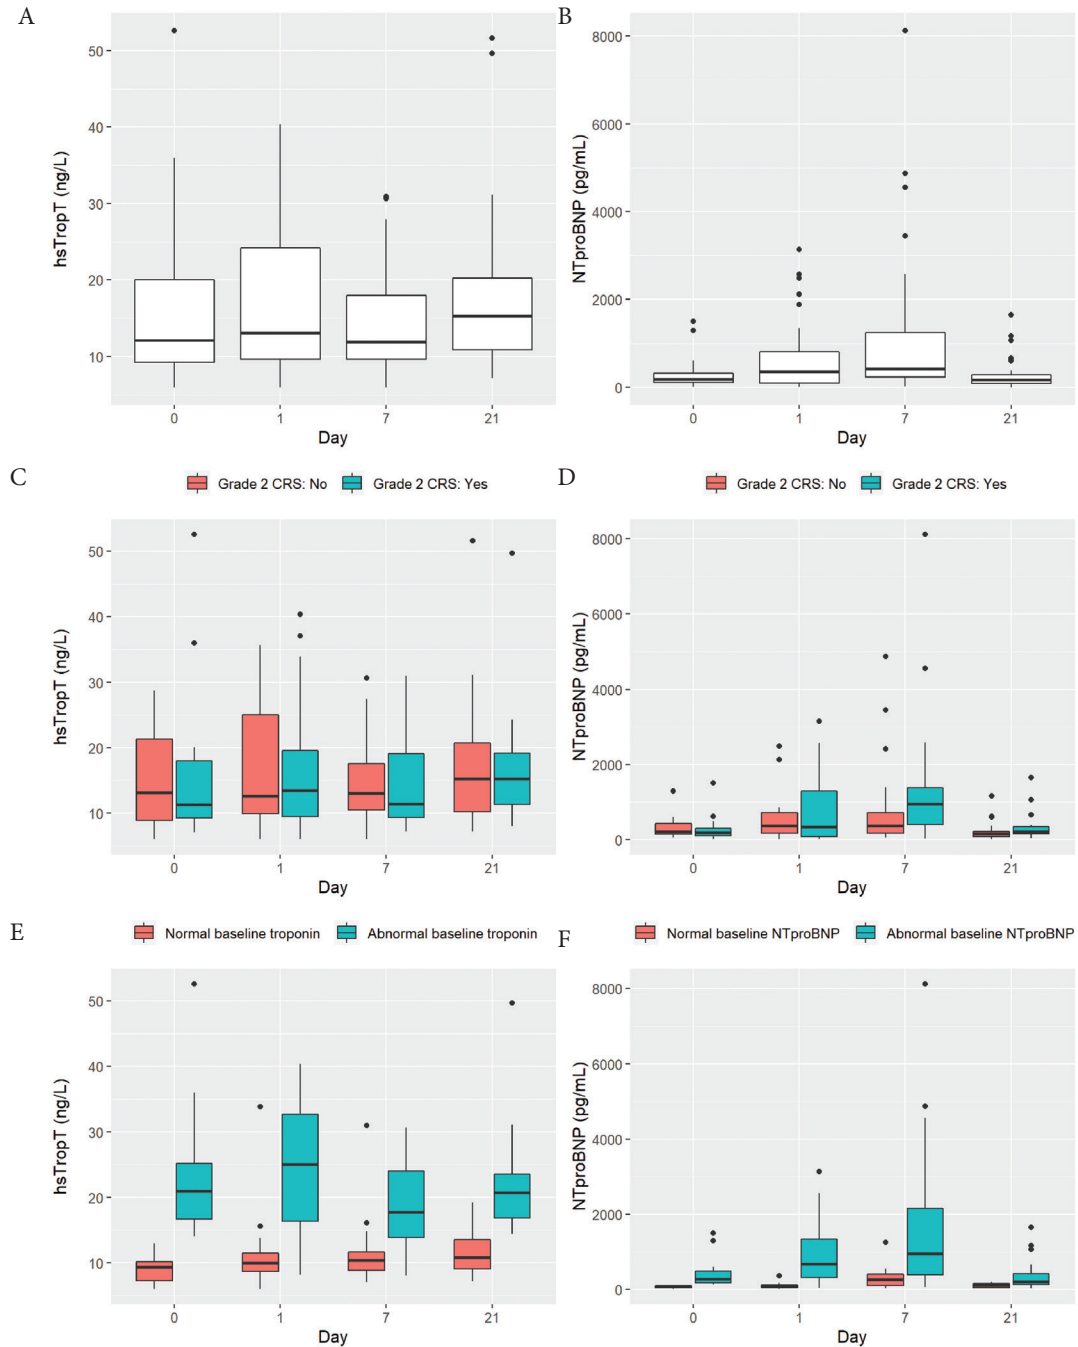 A
B
50
40
30
20
10
hsTropT (ng/L)
0 1 7 21
Day
8000
6000
4000
2000
0
NTproBNP (pg/mL)
0 1 7 21
Day
C
Grade 2 CRS: No Grade 2 CRS: Yes
50
40
30
20
10
hsTropT (ng/L)
0 1 7 21
Day
D
Grade 2 CRS: No Grade 2 CRS: Yes
8000
6000
4000
2000
0
NTproBNP (pg/mL)
0 1 7 21
Day
E
Normal baseline troponin Abnormal baseline troponin
50
40
30
20
10
hsTropT (ng/L)
0 1 7 21
Day
F
Normal baseline NTproBNP Abnormal baseline NTproBNP
8000
6000
4000
2000
0
NTproBNP (pg/mL)
0 1 7 21
Day